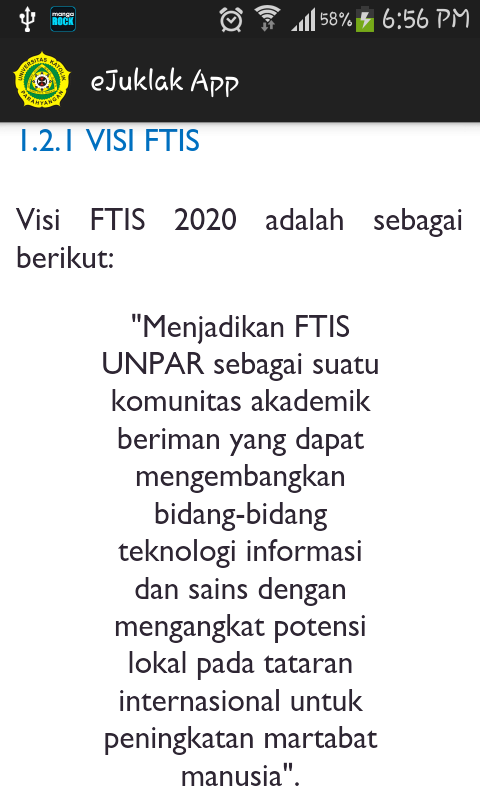 manga
ROCK
58%
6:56 PM
UNIVERSITAS KATOLIK
PARAHYANGAN
eJuklak App
1.2.1 VISI FTIS
Visi FTIS 2020 adalah sebagai
berikut:
"Menjadikan FTIS
UNPAR sebagai suatu
komunitas akademik
beriman yang dapat
mengembangkan
bidang-bidang
teknologi informasi
dan sains dengan
mengangkat potensi
lokal pada tataran
internasional untuk
peningkatan martabat
manusia".